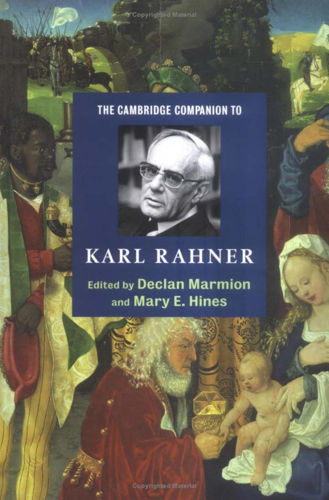 THE CAMBRIDGE COMPANION TO
KARL RAHNER
Edited by Declan Marmion
and Mary E. Hines